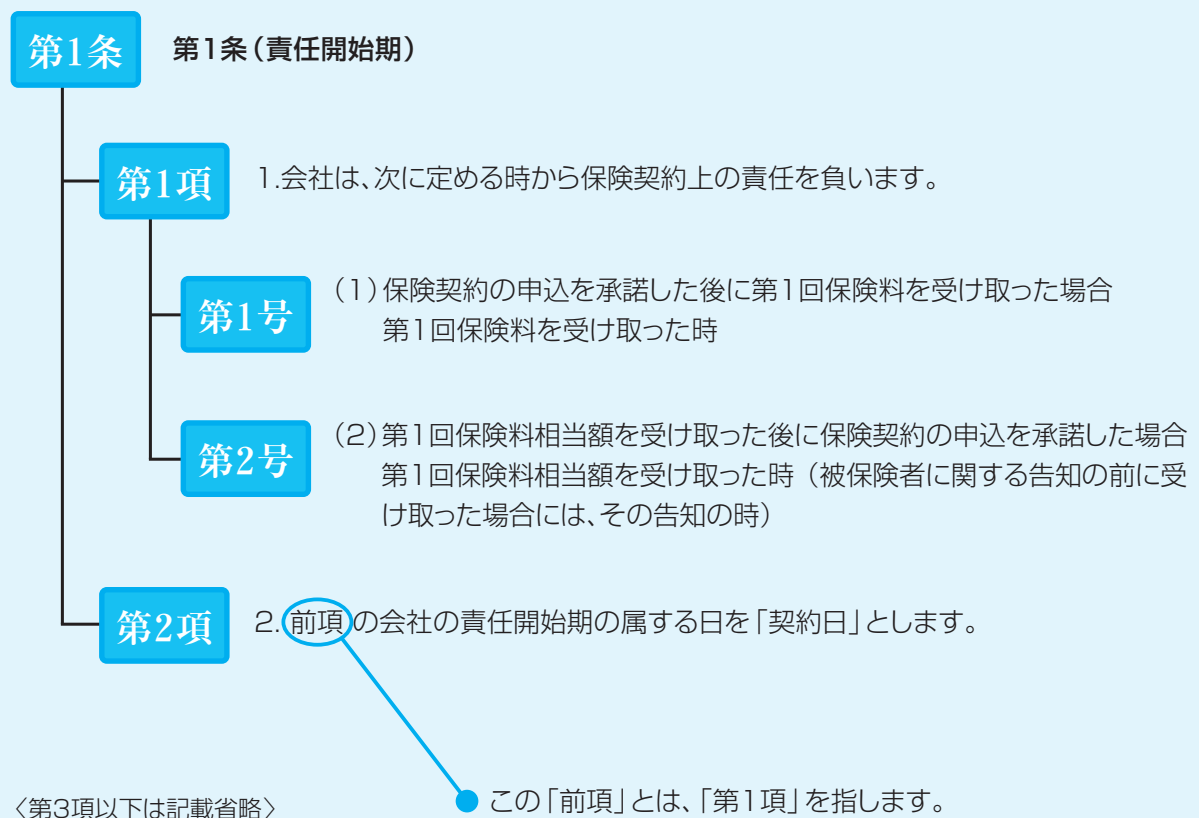 第1条 第1条(責任開始期)
第1項 1.会社は、次に定める時から保険契約上の責任を負います。
第1号 (1)保険契約の申込を承諾した後に第1回保険料を受け取った場合
第1回保険料を受け取った時
第2号 (2)第1回保険料相当額を受け取った後に保険契約の申込を承諾した場合
第1回保険料相当額を受け取った時(被保険者に関する告知の前に受
け取った場合には、その告知の時)
第2項 2.前項の会社の責任開始期の属する日を「契約日」とします。
この「前項」とは、「第1項」を指します。
〈第3項以下は記載省略〉